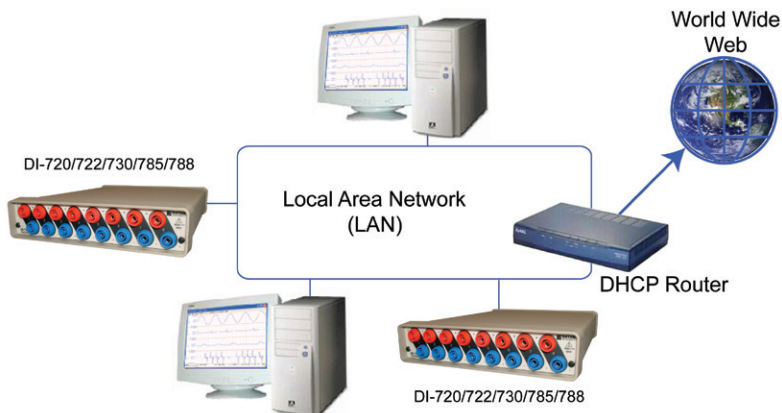 World Wide
Web
DI-720/722/730/785/788
Local Area Network
(LAN)
DHCP Router
DI-720/722/730/785/788